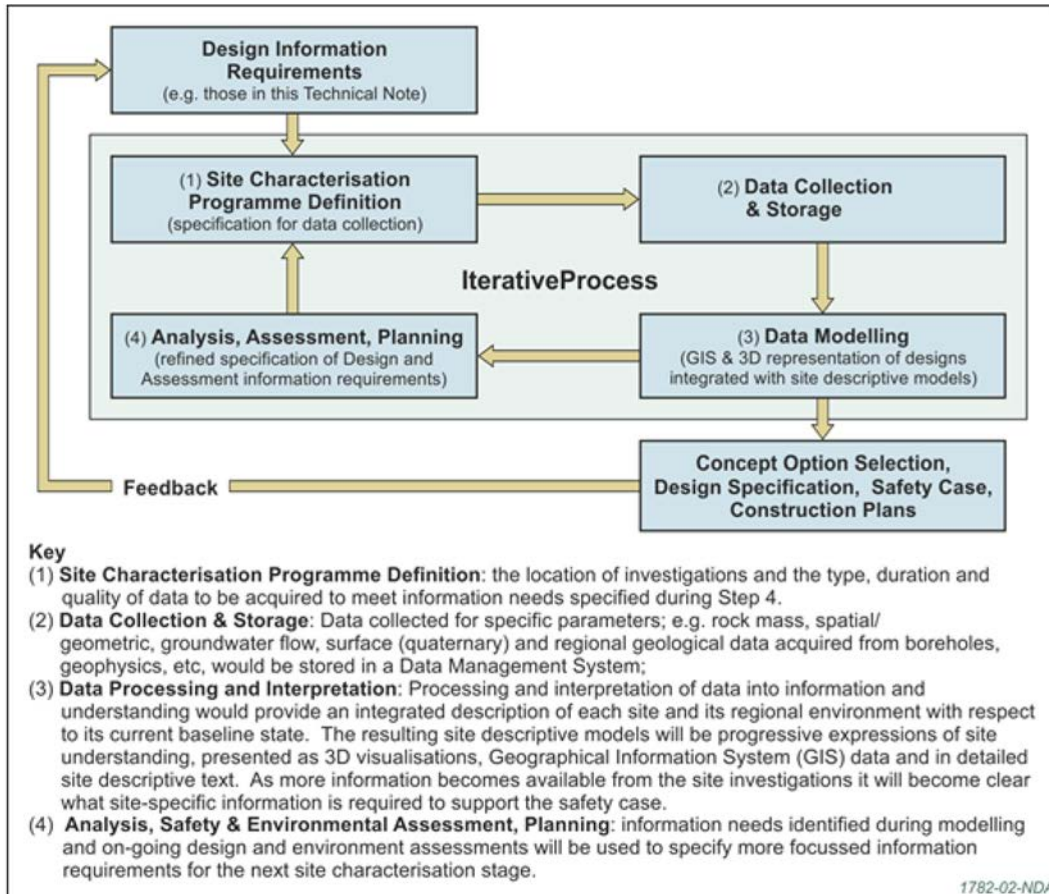 Design Information
Requirements
(e.g. those in this Technical Note)
(1) Site Characterisation
Programme Definition
(specification for data collection)
(2) Data Collection
& Storage
IterativeProcess
(4) Analysis, Assessment, Planning
(refined specification of Design and
Assessment information requirements)
(3) Data Modelling
(GIS & 3D representation of designs
integrated with site descriptive models)
Feedback
Concept Option Selection,
Design Specification, Safety Case,
Construction Plans
Key
(1) Site Characterisation Programme Definition: the location of investigations and the type, duration and
quality of data to be acquired to meet information needs specified during Step 4.
(2) Data Collection & Storage: Data collected for specific parameters; e.g. rock mass, spatial/
geometric, groundwater flow, surface (quaternary) and regional geological data acquired from boreholes,
geophysics, etc, would be stored in a Data Management System;
(3) Data Processing and Interpretation: Processing and interpretation of data into information and
understanding would provide an integrated description of each site and its regional environment with respect
to its current baseline state. The resulting site descriptive models will be progressive expressions of site
understanding, presented as 3D visualisations, Geographical Information System (GIS) data and in detailed
site descriptive text. As more information becomes available from the site investigations it will become clear
what site-specific information is required to support the safety case.
(4) Analysis, Safety & Environmental Assessment, Planning: information needs identified during modelling
and on-going design and environment assessments will be used to specify more focussed information
requirements for the next site characterisation stage.
1782-02-NDA